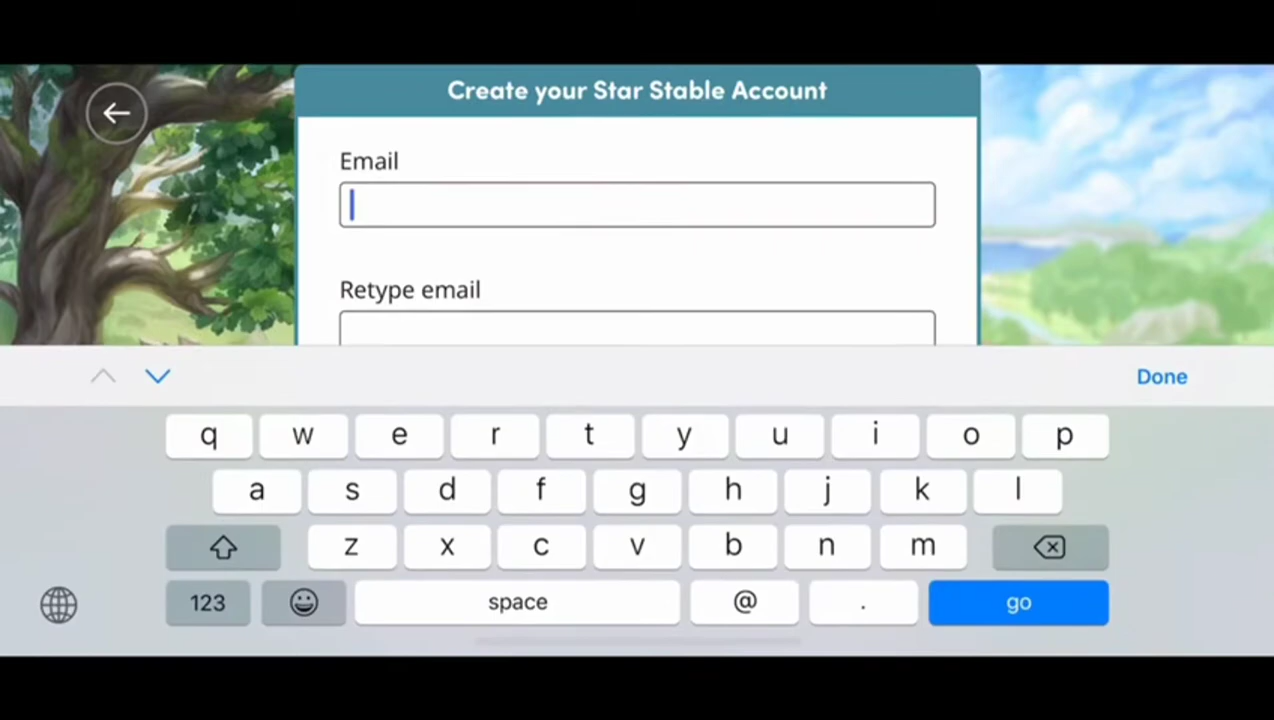 Create your Star Stable Account
Email
Retype email
Done
q w e r t y u i o p
a s d f g h j k l
z x c v b n m
123 space @ . go